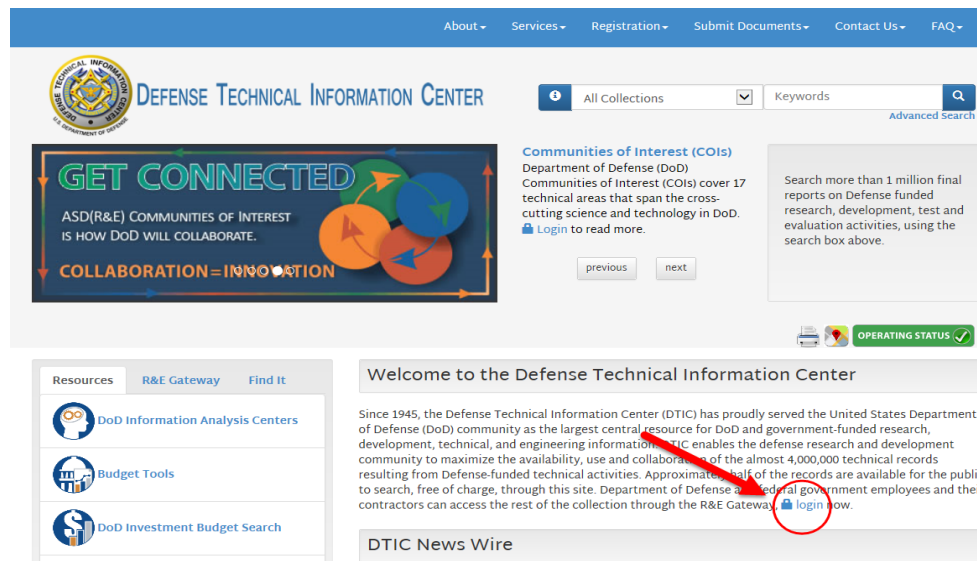 About Services Registration Submit Documents Contact Us FAQ
DEFENSE TECHNICAL INFORMATION CENTER
DEFENSE TECHNICAL INFORMATION CENTER
U.S. DEPARTMENT OF DEFENSE
All Collections
Keywords
Advanced Search
GET CONNECTED
ASD(R&E) COMMUNITIES OF INTEREST
IS HOW DOD WILL COLLABORATE.
COLLABORATION=INNOVATION
Communities of Interest (COIs)
Department of Defense (DoD)
Communities of Interest (COIs) cover 17
technical areas that span the cross-
cutting science and technology in DoD.
Login to read more.
previous next
Search more than 1 million final
reports on Defense funded
research, development, test and
evaluation activities, using the
search box above.
OPERATING STATUS
Resources R&E Gateway Find It
DoD Information Analysis Centers
Budget Tools
DoD Investment Budget Search
Welcome to the Defense Technical Information Center
Since 1945, the Defense Technical Information Center (DTIC) has proudly served the United States Department
of Defense (DoD) community as the largest central resource for DoD and government-funded research,
development, technical, and engineering information. DTIC enables the defense research and development
community to maximize the availability, use and collaboration of the almost 4,000,000 technical records
resulting from Defense-funded technical activities. Approximately half of the records are available for the publi
to search, free of charge, through this site. Department of Defense and federal government employees and the
contractors can access the rest of the collection through the R&E Gateway, login now.
DTIC News Wire